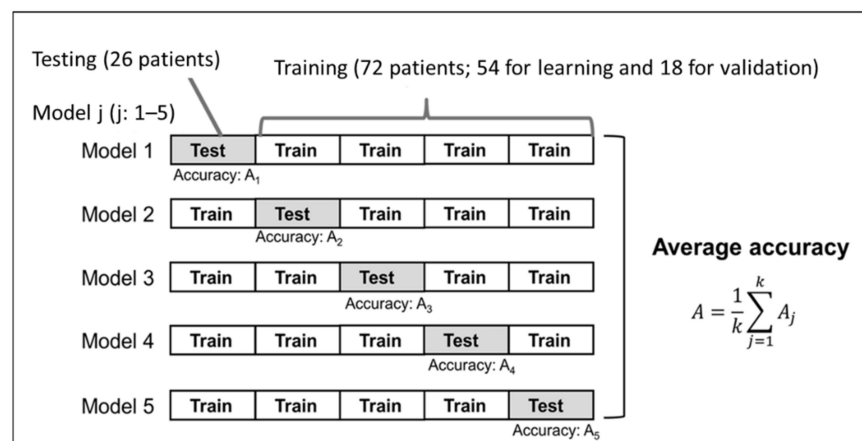 Testing (26 patients)
Training (72 patients; 54 for learning and 18 for validation)
Model j (j: 1–5)
Model 1 Test Train Train Train Train
Accuracy: A₁
Model 2 Train Test Train Train Train
Accuracy: A₂
Model 3 Train Train Test Train Train
Accuracy: A₃
Model 4 Train Train Train Test Train
Accuracy: A₄
Model 5 Train Train Train Train Test
Accuracy: A₅
Average accuracy
A = \frac{1}{k} \sum_{j=1}^{k} A_j